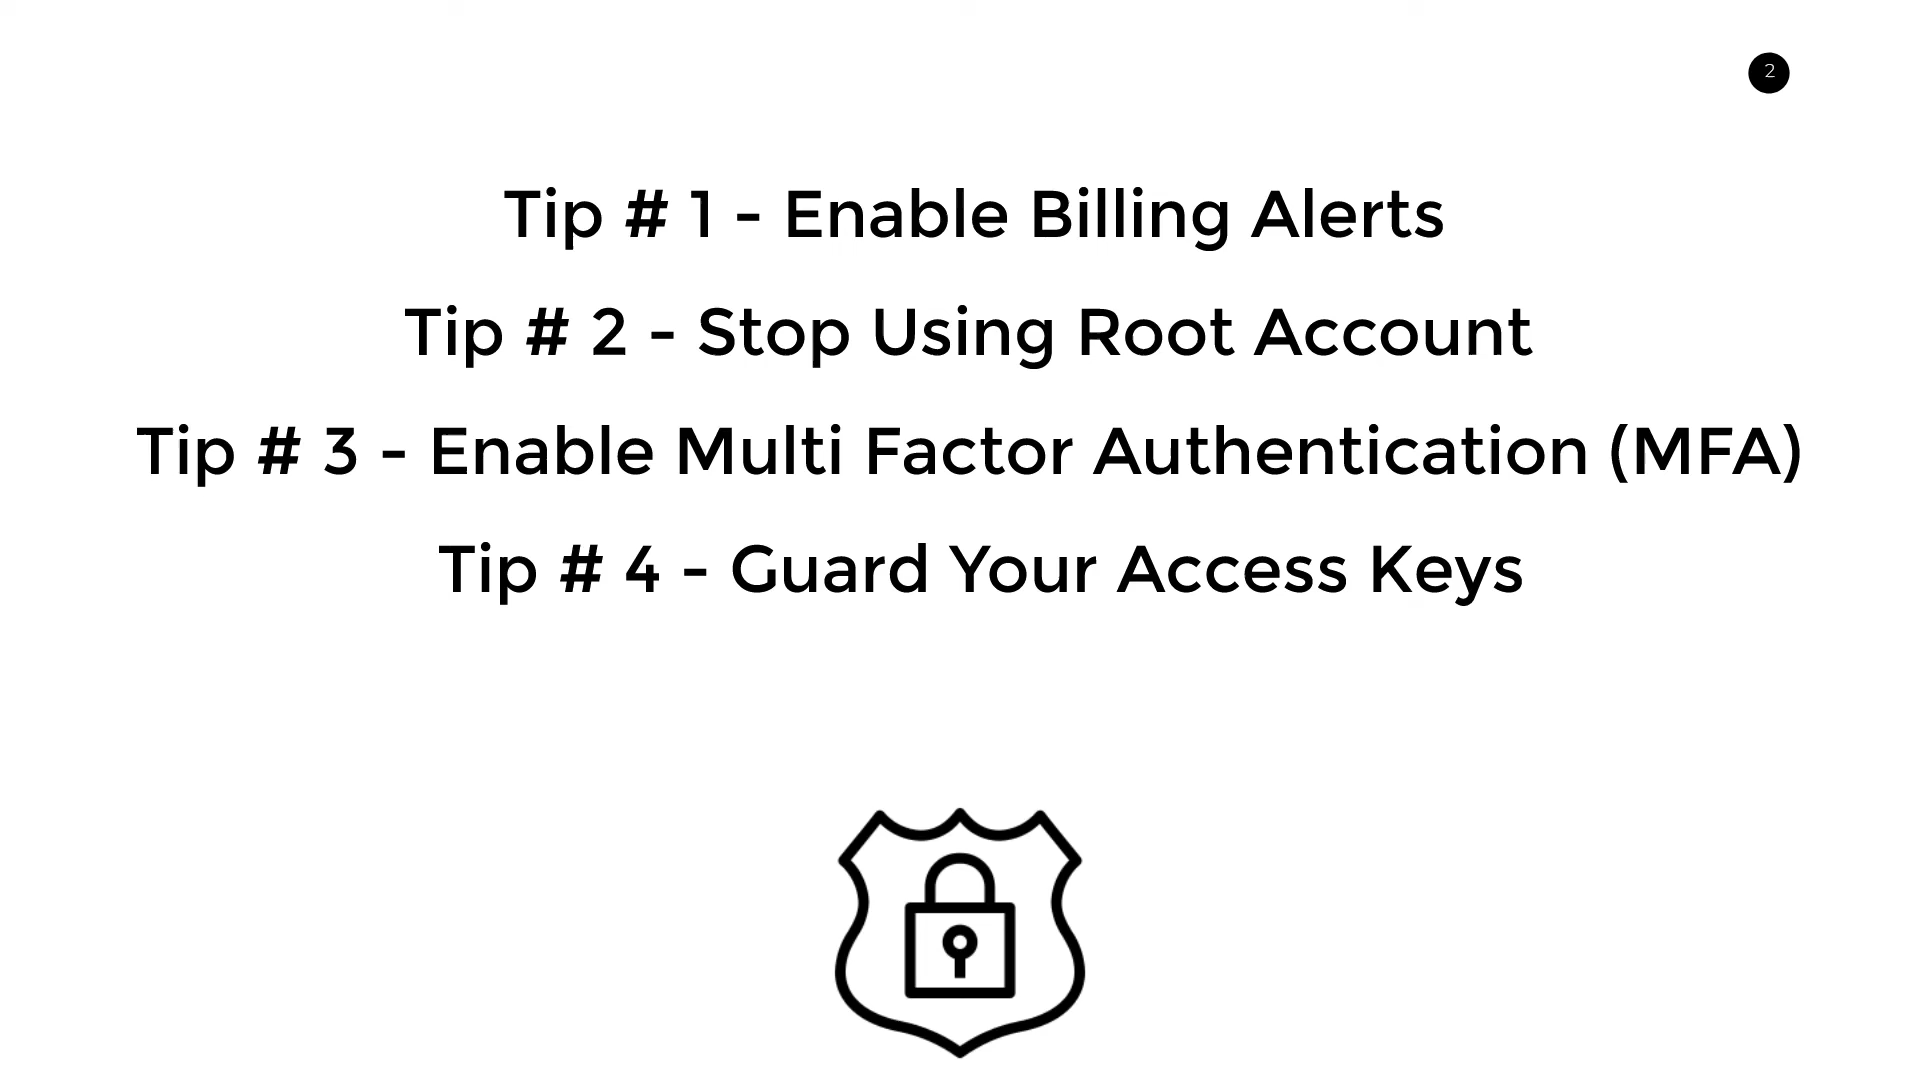 2
Tip # 1 - Enable Billing Alerts
Tip # 2 - Stop Using Root Account
Tip # 3 - Enable Multi Factor Authentication (MFA)
Tip # 4 - Guard Your Access Keys